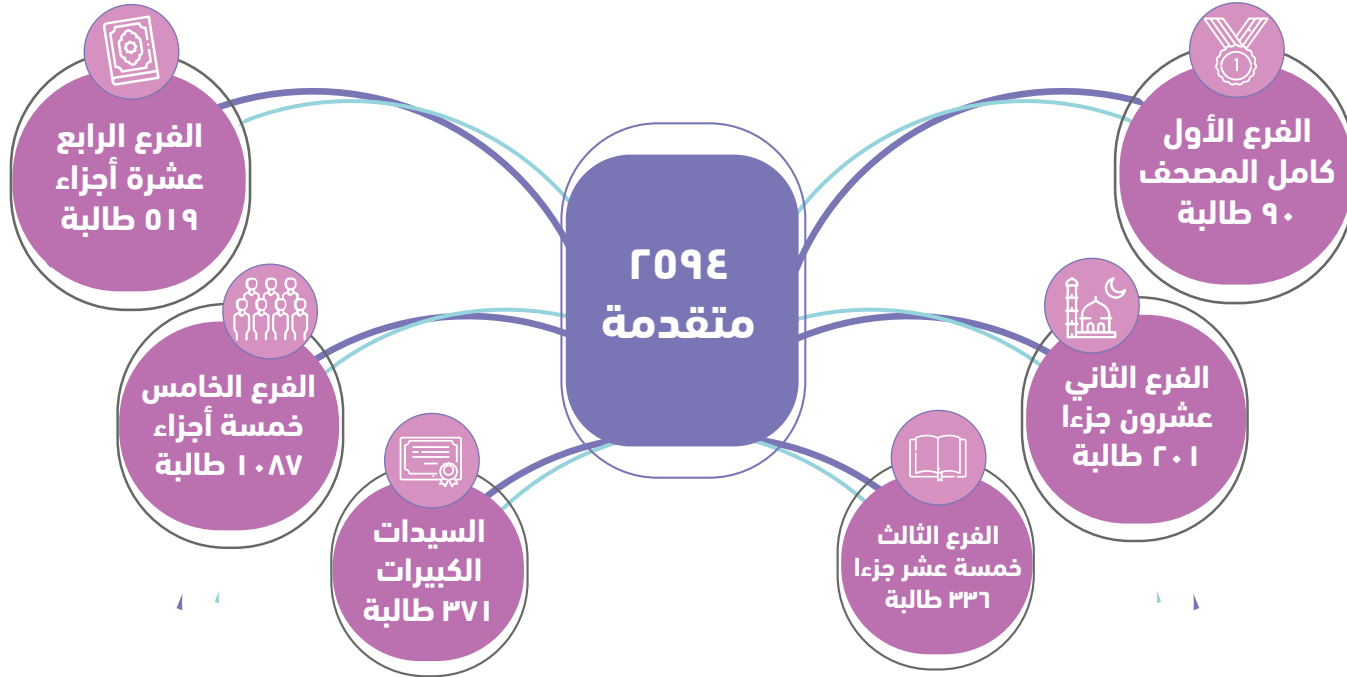 ٢٥٩٤
متقدمة
الفرع الأول
كامل المصحف
٩٠ طالبة
الفرع الثاني
عشرون جزءا
٢٠١ طالبة
الفرع الثالث
خمسة عشر جزءا
٣٣٦ طالبة
الفرع الرابع
عشرة أجزاء
٥١٩ طالبة
الفرع الخامس
خمسة أجزاء
١٠٨٧ طالبة
السيدات
الكبيرات
٣٧١ طالبة
1